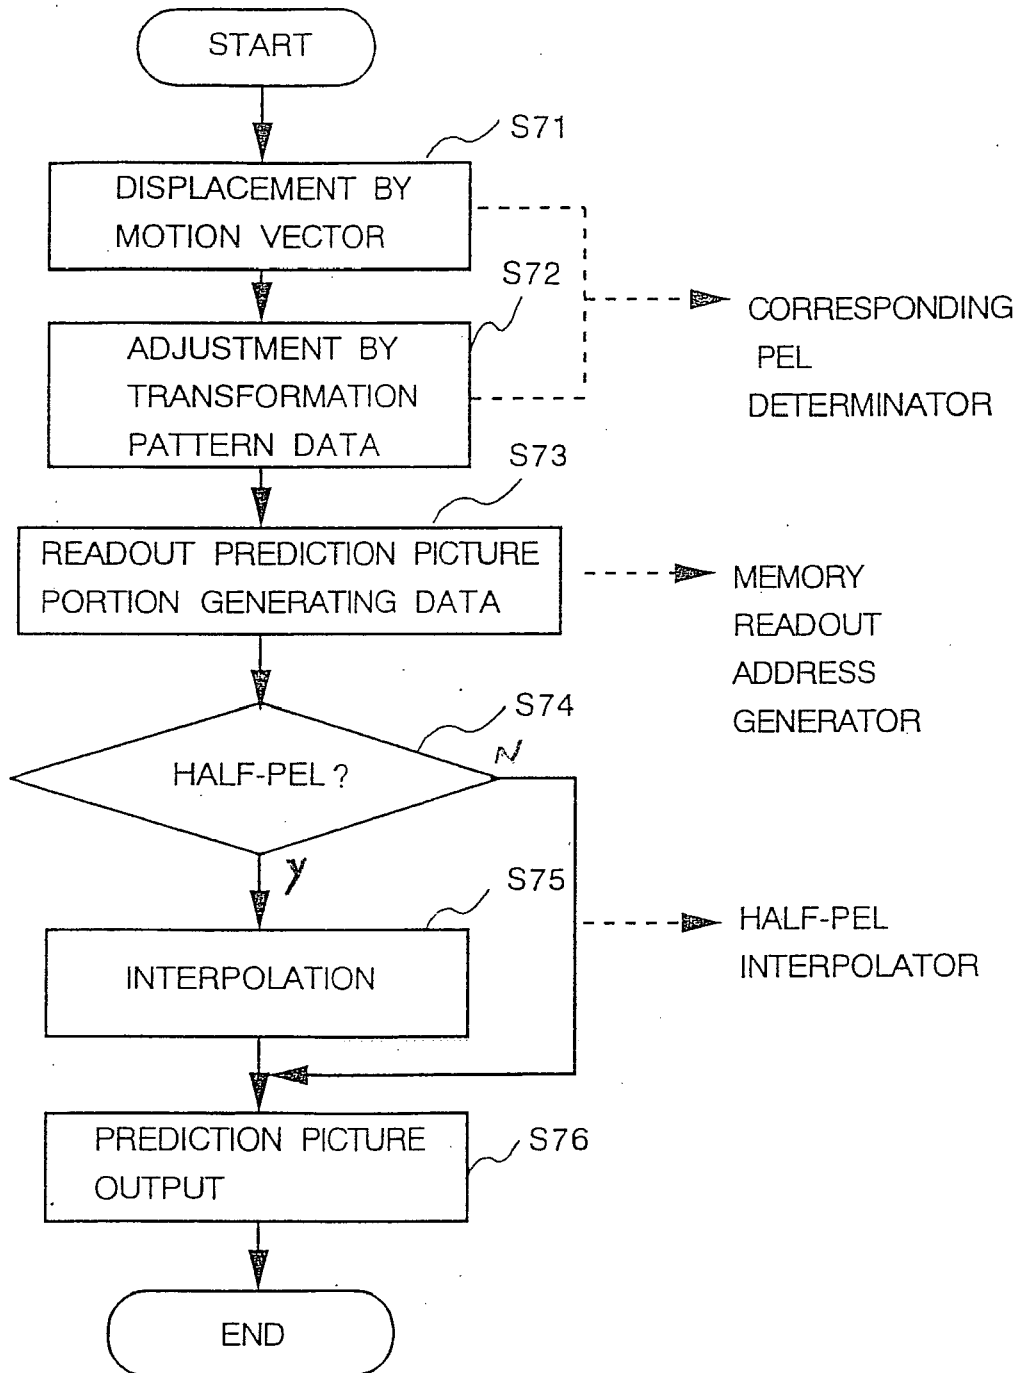 START
S71
DISPLACEMENT BY
MOTION VECTOR
S72
ADJUSTMENT BY
TRANSFORMATION
PATTERN DATA
CORRESPONDING
PEL
DETERMINATOR
S73
READOUT PREDICTION PICTURE
PORTION GENERATING DATA
MEMORY
READOUT
ADDRESS
GENERATOR
S74
HALF-PEL?
N
Y
S75
INTERPOLATION
HALF-PEL
INTERPOLATOR
PREDICTION PICTURE
OUTPUT
S76
END